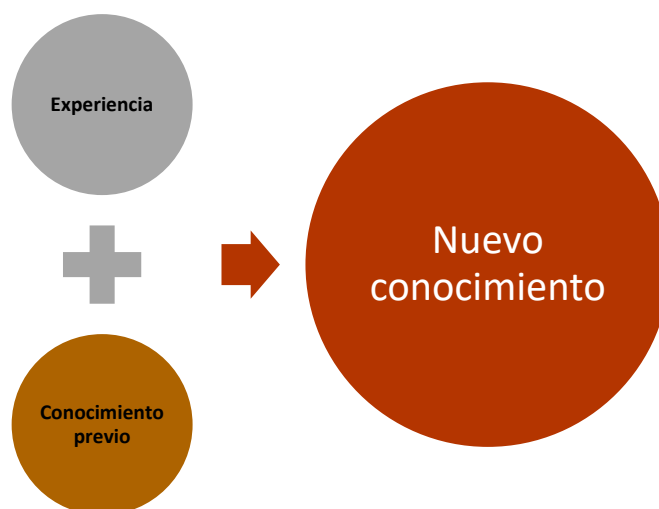 Experiencia
Conocimiento
previo
Nuevo
conocimiento